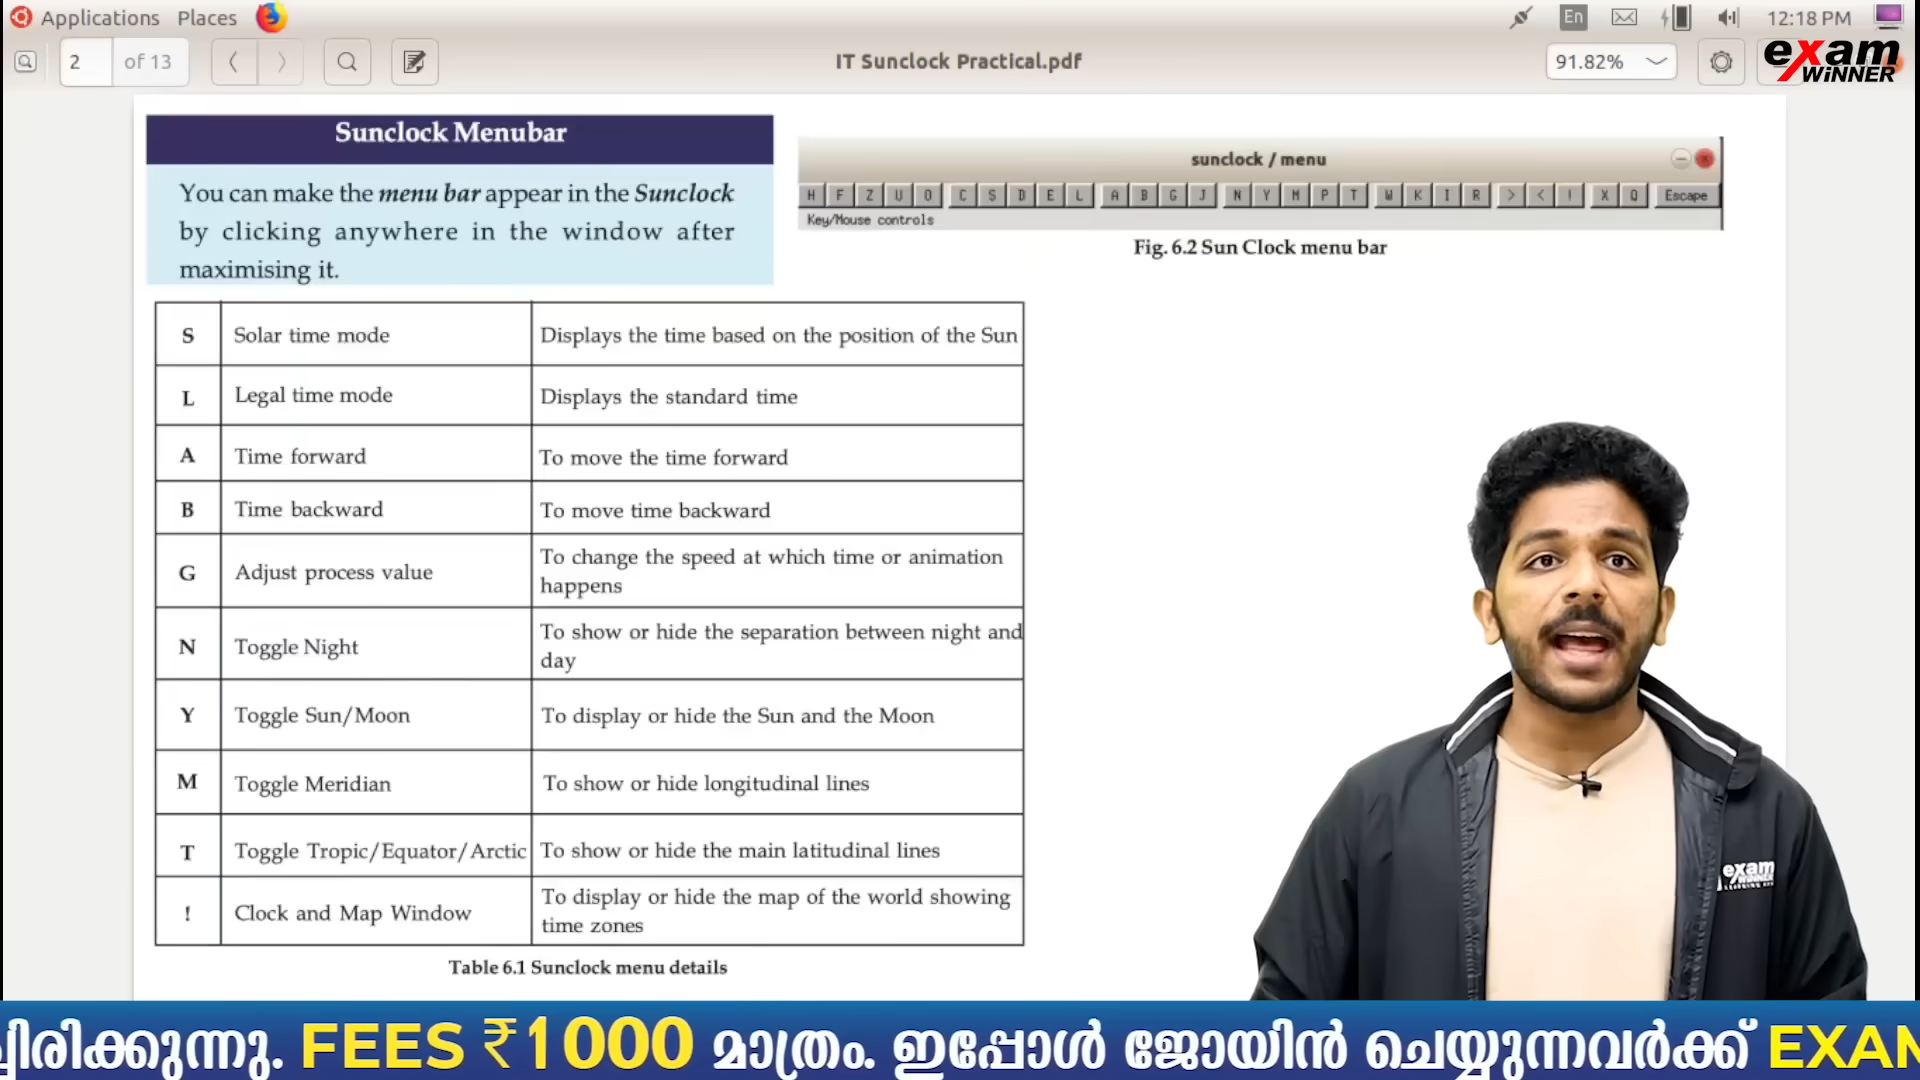 Applications Places En 12:18 PM
2 of 13 IT Sunclock Practical.pdf 91.82%
exam
WiNNER
Sunclock Menubar
You can make the menu bar appear in the Sunclock
by clicking anywhere in the window after
maximising it.
sunclock / menu
H F Z U O C S D E L A B G J N Y M P T W K I R > < ! X Q Escape
Key/Mouse controls
Fig. 6.2 Sun Clock menu bar
S Solar time mode Displays the time based on the position of the Sun
L Legal time mode Displays the standard time
A Time forward To move the time forward
B Time backward To move time backward
G Adjust process value To change the speed at which time or animation
happens
N Toggle Night To show or hide the separation between night and
day
Y Toggle Sun/Moon To display or hide the Sun and the Moon
M Toggle Meridian To show or hide longitudinal lines
T Toggle Tropic/Equator/Arctic To show or hide the main latitudinal lines
! Clock and Map Window To display or hide the map of the world showing
time zones
Table 6.1 Sunclock menu details
exam
WINNER
FEES ₹1000 മാത്രം. ഇപ്പോൾ ജോയിൻ ചെയ്യുന്നവർക്ക് EXAM